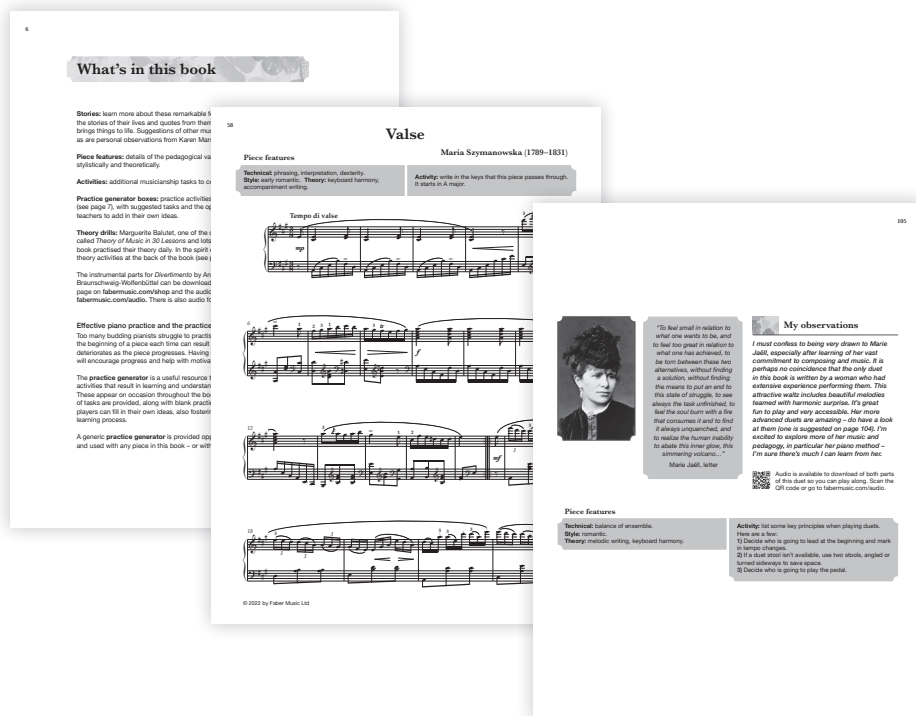 6
What's in this book
Stories: learn more about these remarkable
the stories of their lives and quotes from them
brings things to life. Suggestions of other
as are personal observations from Karen
Piece features: details of the pedagogical
stylistically and theoretically.
Activities: additional musicianship tasks to
Practice generator boxes: practice activities
(see page 7), with suggested tasks and the
teachers to add in their own ideas.
Theory drills: Marguerite Balutet, one of the
called Theory of Music in 30 Lessons and lots
book practised their theory daily. In the spirit
theory activities at the back of the book (see
The instrumental parts for Divertimento by
Braunschweig-Wolfenbüttel can be download
page on fabermusic.com/shop and the audio
fabermusic.com/audio. There is also audio
Effective piano practice and the practice
Too many budding pianists struggle to
the beginning of a piece each time can result
deteriorates as the piece progresses. Having
will encourage progress and help with
The practice generator is a useful resource
activities that result in learning and
These appear on occasion throughout the
of tasks are provided, along with blank
players can fill in their own ideas, also
learning process.
A generic practice generator is provided
and used with any piece in this book – or
58
Valse
Maria Szymanowska (1789–1831)
Piece features
Technical: phrasing, interpretation, dexterity.
Style: early romantic. Theory: keyboard harmony,
accompaniment writing.
Activity: write in the keys that this piece passes through.
It starts in A major.
Tempo di valse
mp
6
f
12
mf
18
© 2022 by Faber Music Ltd
105
"To feel small in relation to
what one wants to be, and
to feel too great in relation to
what one has achieved, to
be torn between these two
alternatives, without finding
a solution, without finding
the means to put an end to
this state of struggle, to see
always the task unfinished, to
feel the soul burn with a fire
that consumes it and to find
it always unquenched, and
to realize the human inability
to abate this inner glow, this
simmering volcano…"
Marie Jaëll, letter
My observations
I must confess to being very drawn to Marie
Jaëll, especially after learning of her vast
commitment to composing and music. It is
perhaps no coincidence that the only duet
in this book is written by a woman who had
extensive experience performing them. This
attractive waltz includes beautiful melodies
teamed with harmonic surprise. It's great
fun to play and very accessible. Her more
advanced duets are amazing – do have a look
at them (one is suggested on page 104). I'm
excited to explore more of her music and
pedagogy, in particular her piano method –
I'm sure there's much I can learn from her.
Audio is available to download of both parts
of this duet so you can play along. Scan the
QR code or go to fabermusic.com/audio.
Piece features
Technical: balance of ensemble.
Style: romantic.
Theory: melodic writing, keyboard harmony.
Activity: list some key principles when playing duets.
Here are a few:
1) Decide who is going to lead at the beginning and mark
in tempo changes.
2) If a duet stool isn't available, use two stools, angled or
turned sideways to save space.
3) Decide who is going to play the pedal.